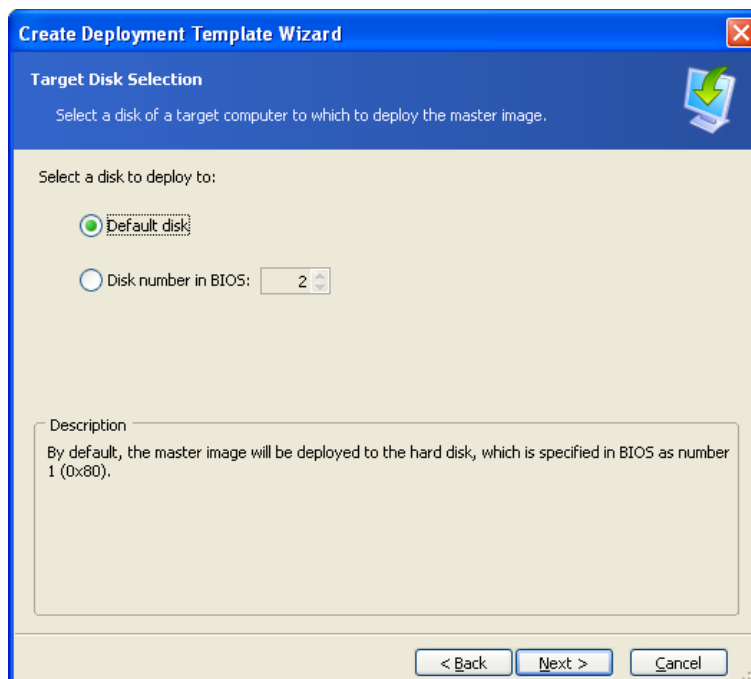 Create Deployment Template Wizard
Target Disk Selection
Select a disk of a target computer to which to deploy the master image.
Select a disk to deploy to:
Default disk
Disk number in BIOS: 2
Description
By default, the master image will be deployed to the hard disk, which is specified in BIOS as number
1 (0x80).
< Back Next > Cancel